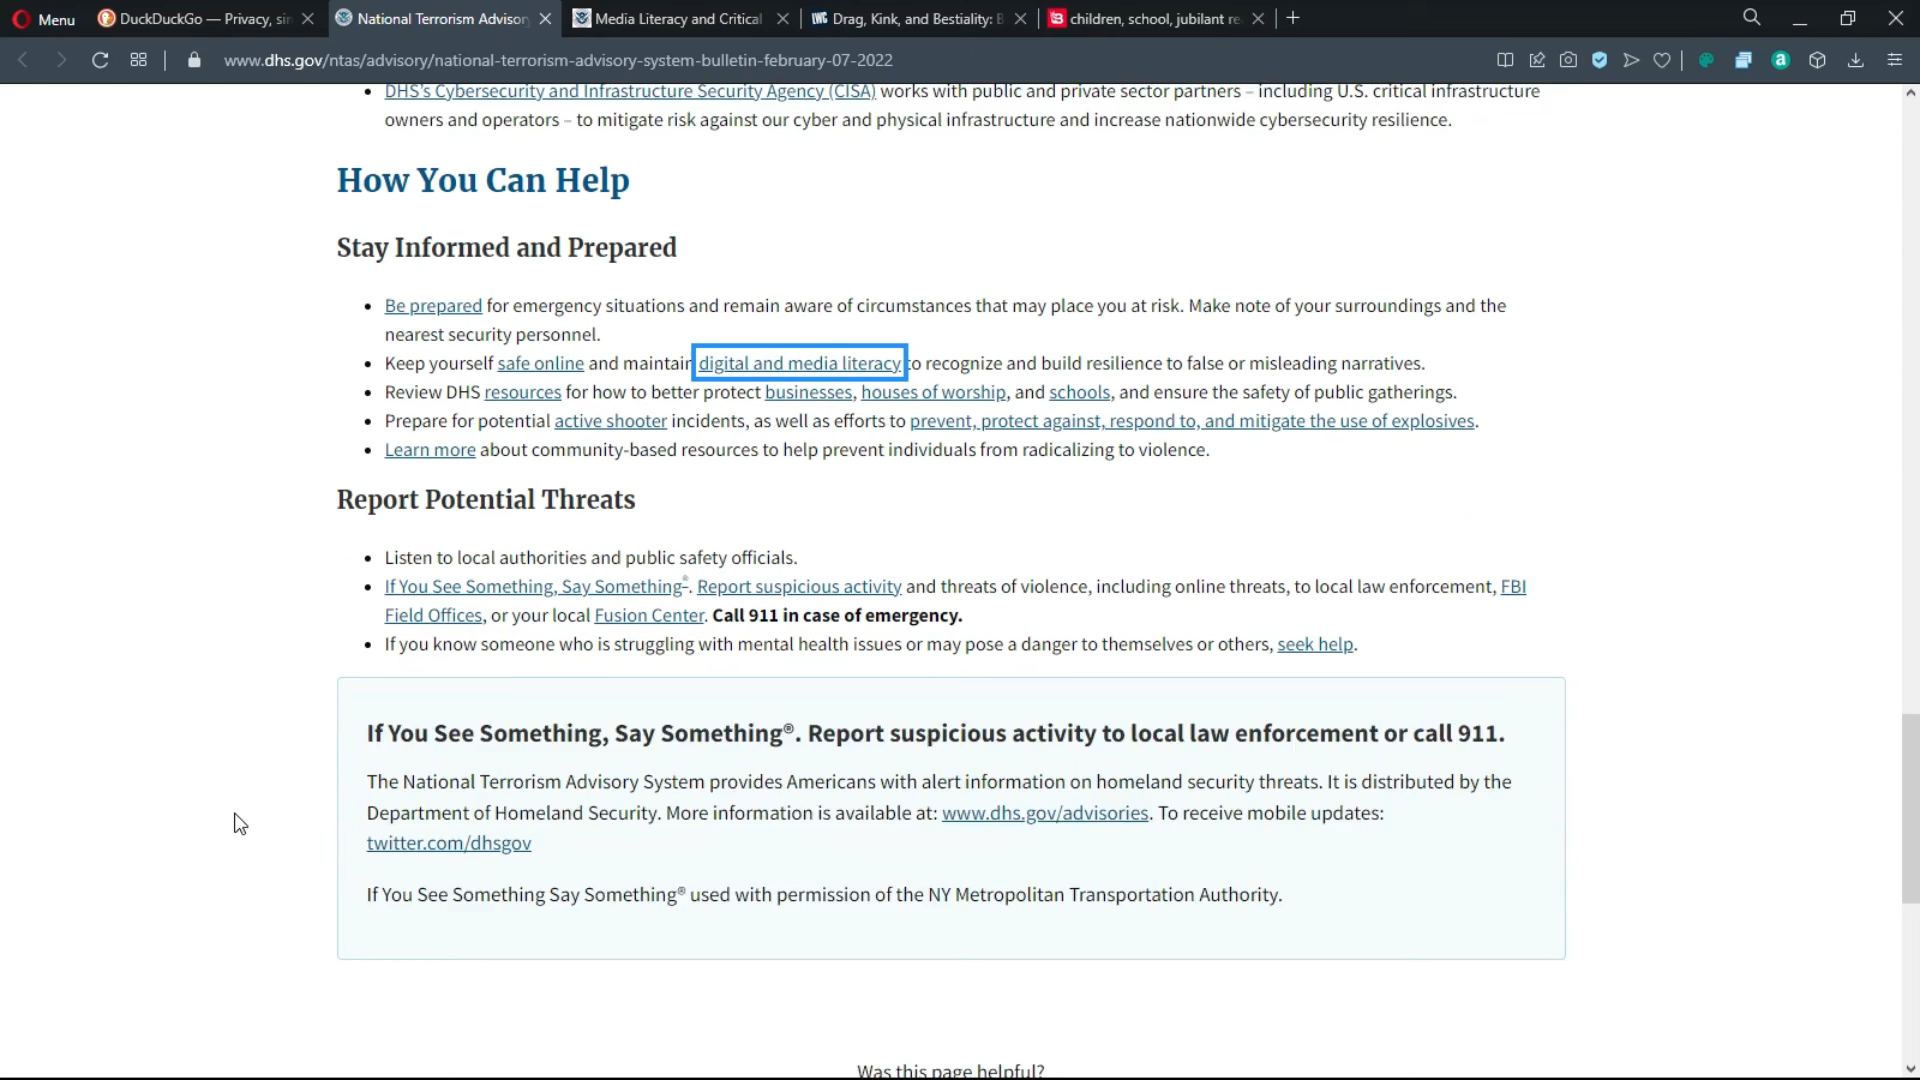 Menu
DuckDuckGo — Privacy, sin
National Terrorism Advisor
Media Literacy and Critical
Drag, Kink, and Bestiality: B
children, school, jubilant re
www.dhs.gov/ntas/advisory/national-terrorism-advisory-system-bulletin-february-07-2022
DHS's Cybersecurity and Infrastructure Security Agency (CISA) works with public and private sector partners – including U.S. critical infrastructure
owners and operators – to mitigate risk against our cyber and physical infrastructure and increase nationwide cybersecurity resilience.
How You Can Help
Stay Informed and Prepared
Be prepared for emergency situations and remain aware of circumstances that may place you at risk. Make note of your surroundings and the
nearest security personnel.
Keep yourself safe online and maintain digital and media literacy to recognize and build resilience to false or misleading narratives.
Review DHS resources for how to better protect businesses, houses of worship, and schools, and ensure the safety of public gatherings.
Prepare for potential active shooter incidents, as well as efforts to prevent, protect against, respond to, and mitigate the use of explosives.
Learn more about community-based resources to help prevent individuals from radicalizing to violence.
Report Potential Threats
Listen to local authorities and public safety officials.
If You See Something, Say Something®. Report suspicious activity and threats of violence, including online threats, to local law enforcement, FBI
Field Offices, or your local Fusion Center. Call 911 in case of emergency.
If you know someone who is struggling with mental health issues or may pose a danger to themselves or others, seek help.
If You See Something, Say Something®. Report suspicious activity to local law enforcement or call 911.
The National Terrorism Advisory System provides Americans with alert information on homeland security threats. It is distributed by the
Department of Homeland Security. More information is available at: www.dhs.gov/advisories. To receive mobile updates:
twitter.com/dhsgov
If You See Something Say Something® used with permission of the NY Metropolitan Transportation Authority.
Was this page helpful?